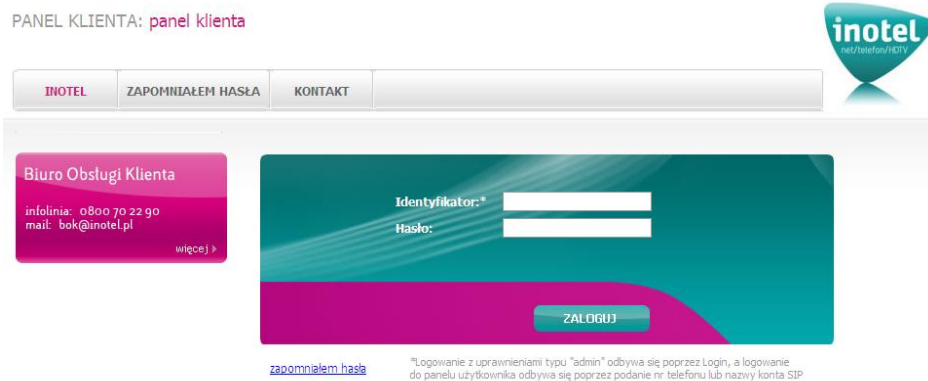 PANEL KLIENTA: panel klienta
inotel
net/telefon/HDTV
INOTEL
ZAPOMNIAŁEM HASŁA
KONTAKT
Biuro Obsługi Klienta
infolinia: 0800 70 22 90
mail: bok@inotel.pl
więcej
Identyfikator:*
Hasło:
ZALOGUJ
zapomniałem hasła
*Logowanie z uprawnieniami typu "admin" odbywa się poprzez Login, a logowanie
do panelu użytkownika odbywa się poprzez podanie nr telefonu lub nazwy konta SIP